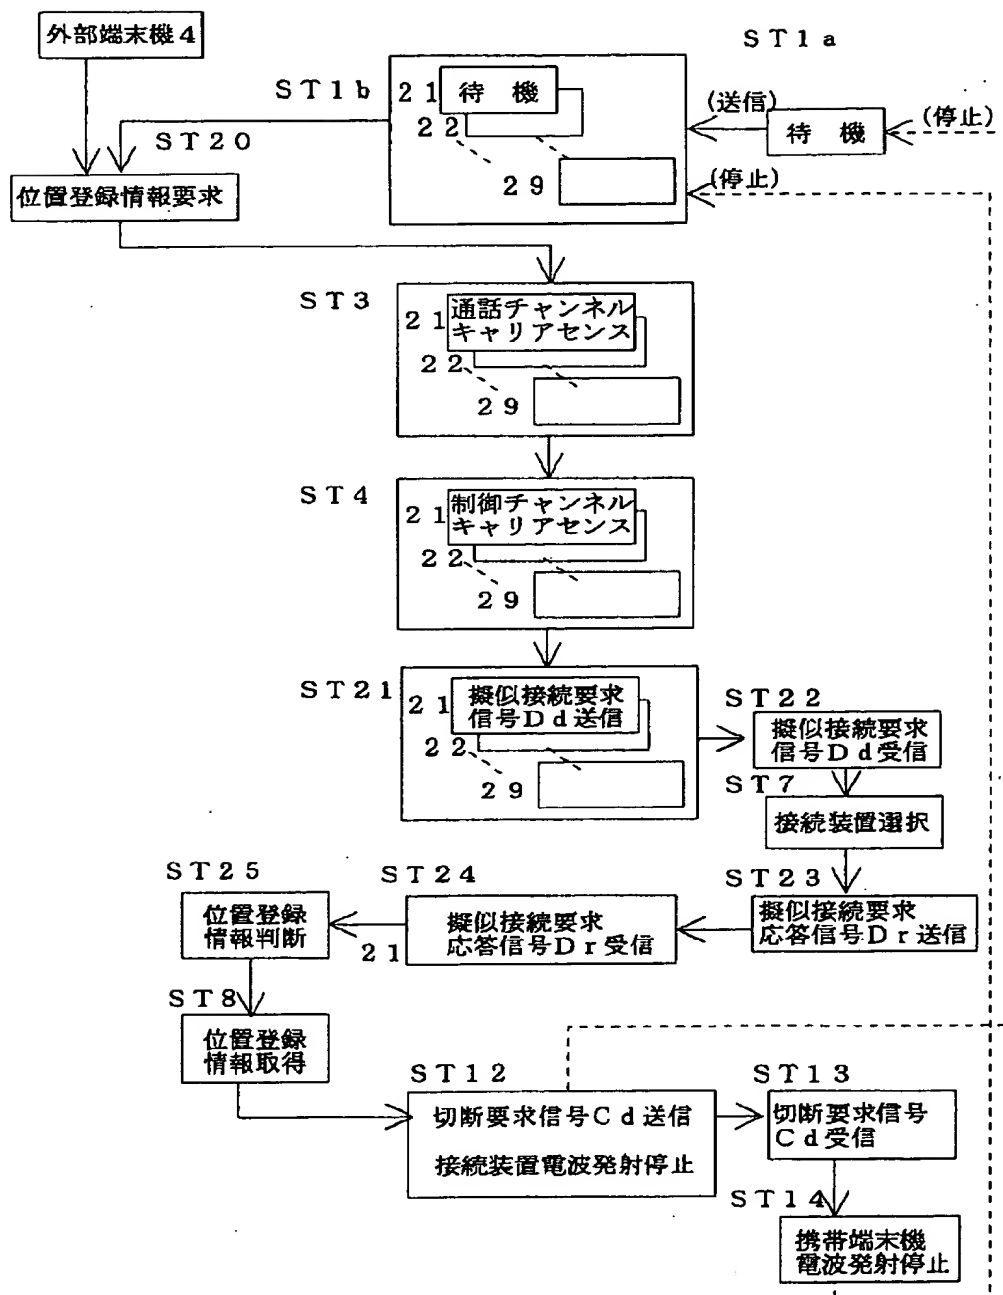 外部端末機4
ST1a
ST1b
21 待 機
22
29
(送信)
待 機
(停止)
(停止)
ST20
位置登録情報要求
ST3
21 通話チャンネル
キャリアセンス
22
29
ST4
21 制御チャンネル
キャリアセンス
22
29
ST21
21 擬似接続要求
信号Dd送信
22
29
ST22
擬似接続要求
信号Dd受信
ST7
接続装置選択
ST23
擬似接続要求
応答信号Dr送信
ST24
擬似接続要求
応答信号Dr受信
21
ST25
位置登録
情報判断
ST8
位置登録
情報取得
ST12
切断要求信号Cd送信
接続装置電波発射停止
ST13
切断要求信号
Cd受信
ST14
携帯端末機
電波発射停止